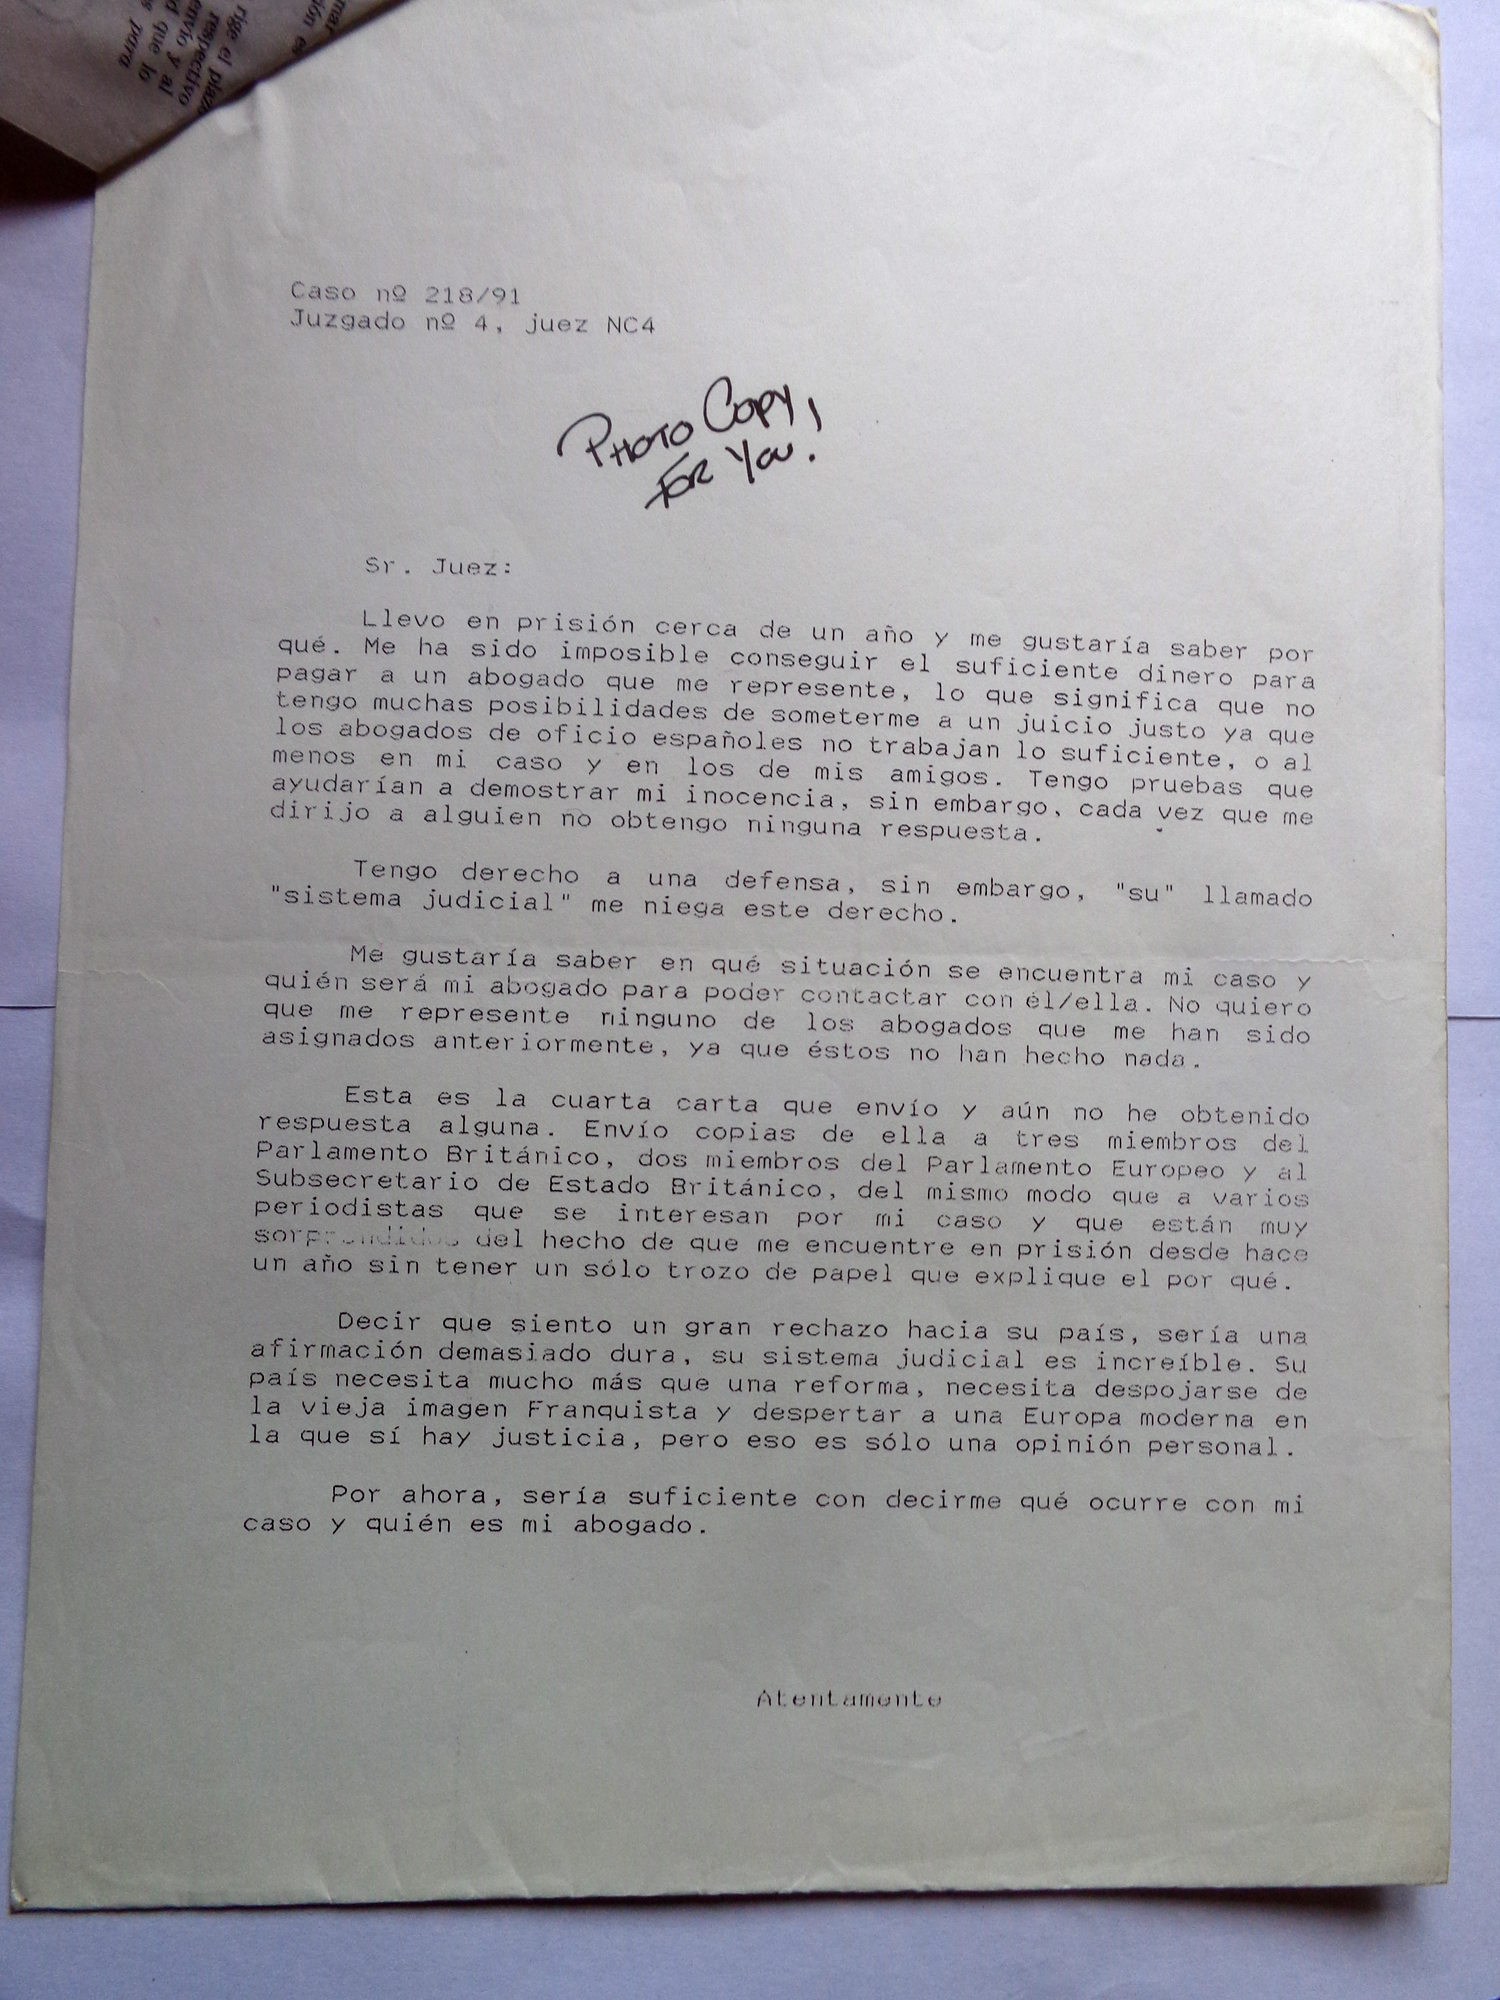 rige el plazo
respectivo
envío y al
que lo
para
Caso nº 218/91
Juzgado nº 4, juez NC4
PHOTO COPY,
FOR YOU!
Sr. Juez:
Llevo en prisión cerca de un año y me gustaría saber por
qué. Me ha sido imposible conseguir el suficiente dinero para
pagar a un abogado que me represente, lo que significa que no
tengo muchas posibilidades de someterme a un juicio justo ya que
los abogados de oficio españoles no trabajan lo suficiente, o al
menos en mi caso y en los de mis amigos. Tengo pruebas que
ayudarían a demostrar mi inocencia, sin embargo, cada vez que me
dirijo a alguien no obtengo ninguna respuesta.
Tengo derecho a una defensa, sin embargo, "su" llamado
"sistema judicial" me niega este derecho.
Me gustaría saber en qué situación se encuentra mi caso y
quién será mi abogado para poder contactar con él/ella. No quiero
que me represente ninguno de los abogados que me han sido
asignados anteriormente, ya que éstos no han hecho nada.
Esta es la cuarta carta que envío y aún no he obtenido
respuesta alguna. Envío copias de ella a tres miembros del
Parlamento Británico, dos miembros del Parlamento Europeo y al
Subsecretario de Estado Británico, del mismo modo que a varios
periodistas que se interesan por mi caso y que están muy
sorprendidos del hecho de que me encuentre en prisión desde hace
un año sin tener un sólo trozo de papel que explique el por qué.
Decir que siento un gran rechazo hacia su país, sería una
afirmación demasiado dura, su sistema judicial es increíble. Su
país necesita mucho más que una reforma, necesita despojarse de
la vieja imagen Franquista y despertar a una Europa moderna en
la que sí hay justicia, pero eso es sólo una opinión personal.
Por ahora, sería suficiente con decirme qué ocurre con mi
caso y quién es mi abogado.
Atentamente